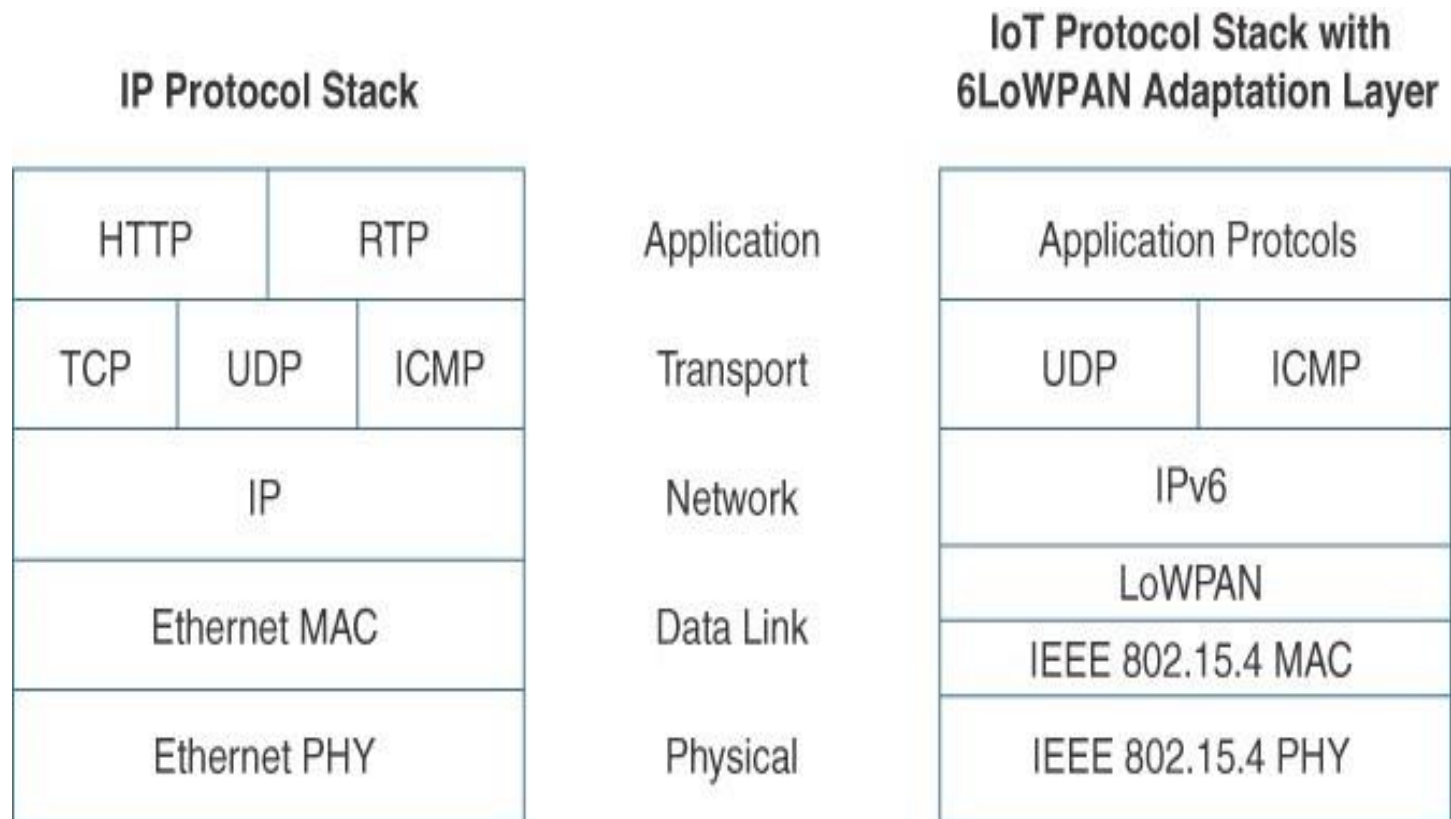 IP Protocol Stack
IoT Protocol Stack with
6LoWPAN Adaptation Layer
HTTP RTP Application Application Protcols
TCP UDP ICMP Transport UDP ICMP
IP Network IPv6
Ethernet MAC Data Link LoWPAN
IEEE 802.15.4 MAC
Ethernet PHY Physical IEEE 802.15.4 PHY